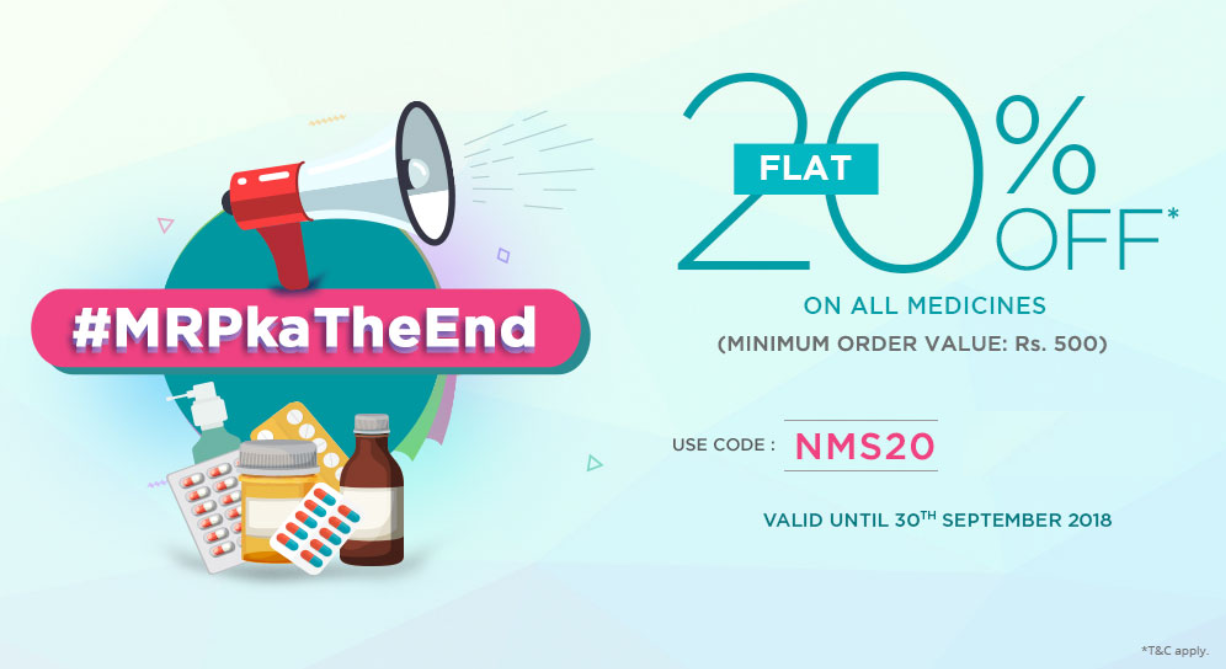 #MRPkaTheEnd
FLAT
20%
OFF*
ON ALL MEDICINES
(MINIMUM ORDER VALUE: Rs. 500)
USE CODE : NMS20
VALID UNTIL 30TH SEPTEMBER 2018
*T&C apply.